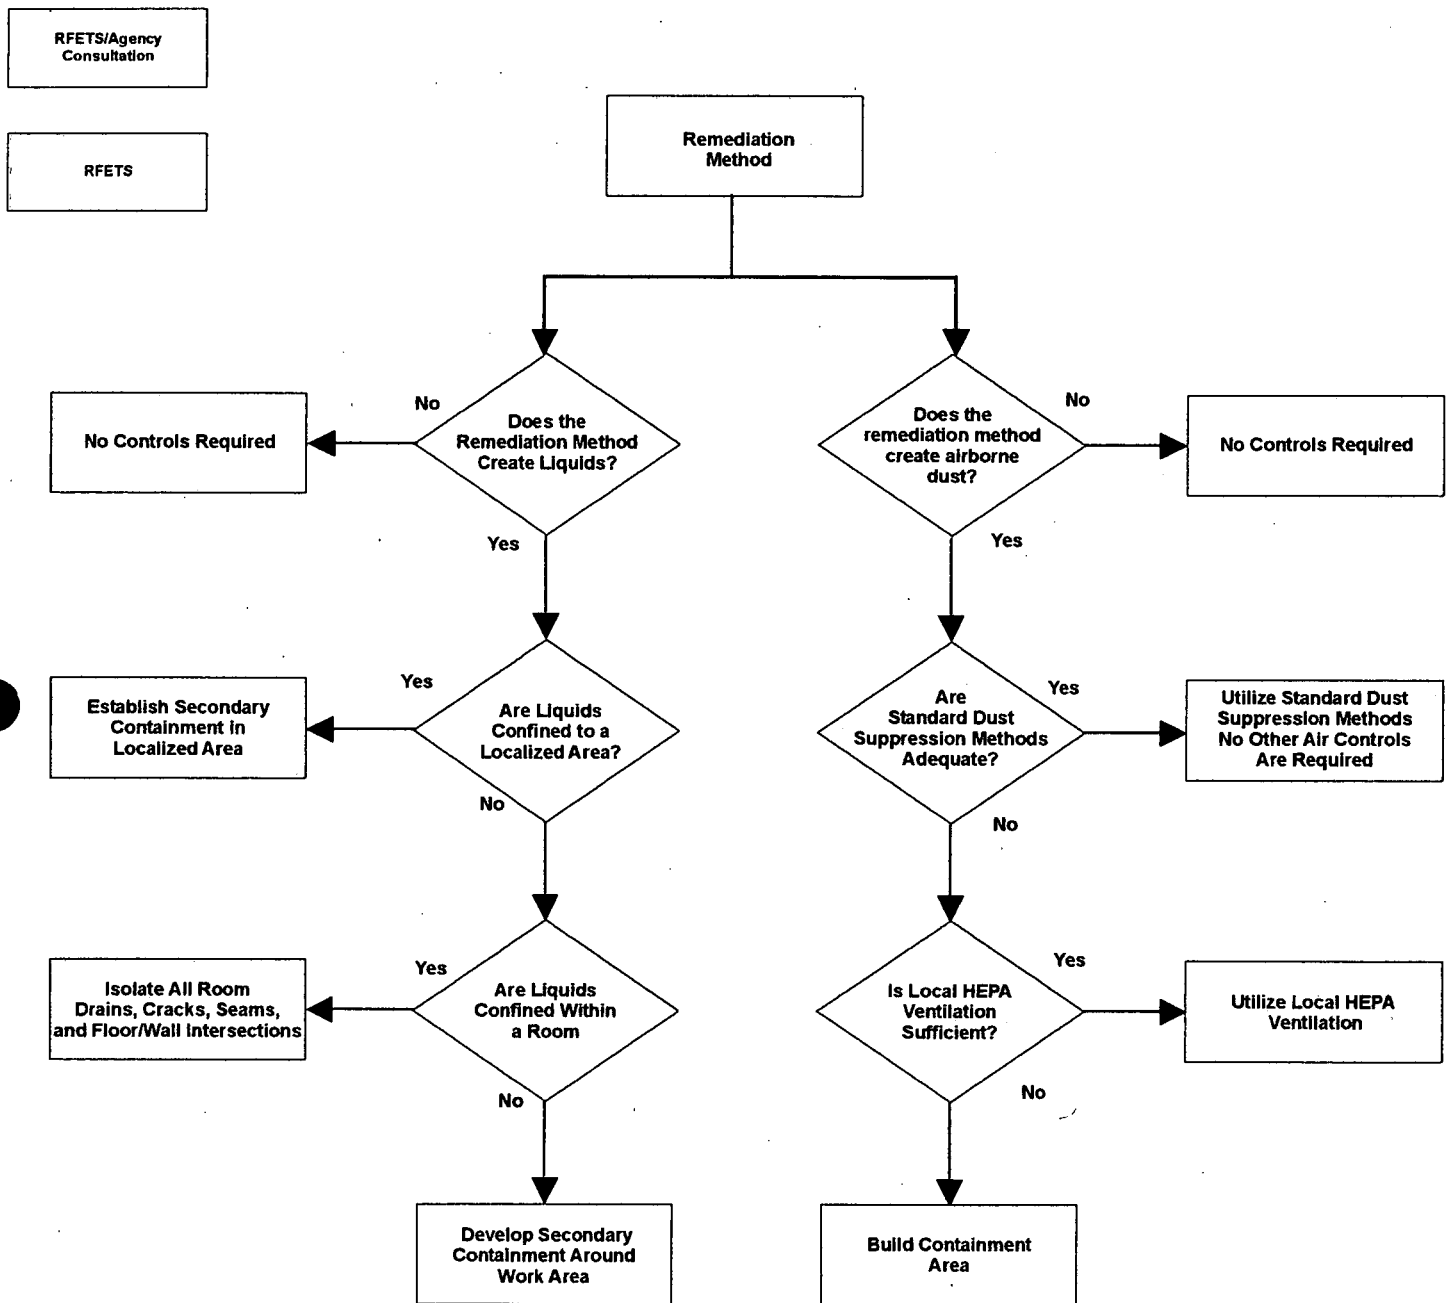 RFETS/Agency
Consultation
RFETS
Remediation
Method
No
No
No Controls Required
Does the
Remediation Method
Create Liquids?
Does the
remediation method
create airborne
dust?
No Controls Required
Yes
Yes
Yes
Yes
Establish Secondary
Containment in
Localized Area
Are Liquids
Confined to a
Localized Area?
Are
Standard Dust
Suppression Methods
Adequate?
Utilize Standard Dust
Suppression Methods
No Other Air Controls
Are Required
No
No
Yes
Yes
Isolate All Room
Drains, Cracks, Seams,
and Floor/Wall Intersections
Are Liquids
Confined Within
a Room
Is Local HEPA
Ventilation
Sufficient?
Utilize Local HEPA
Ventilation
No
No
Develop Secondary
Containment Around
Work Area
Build Containment
Area